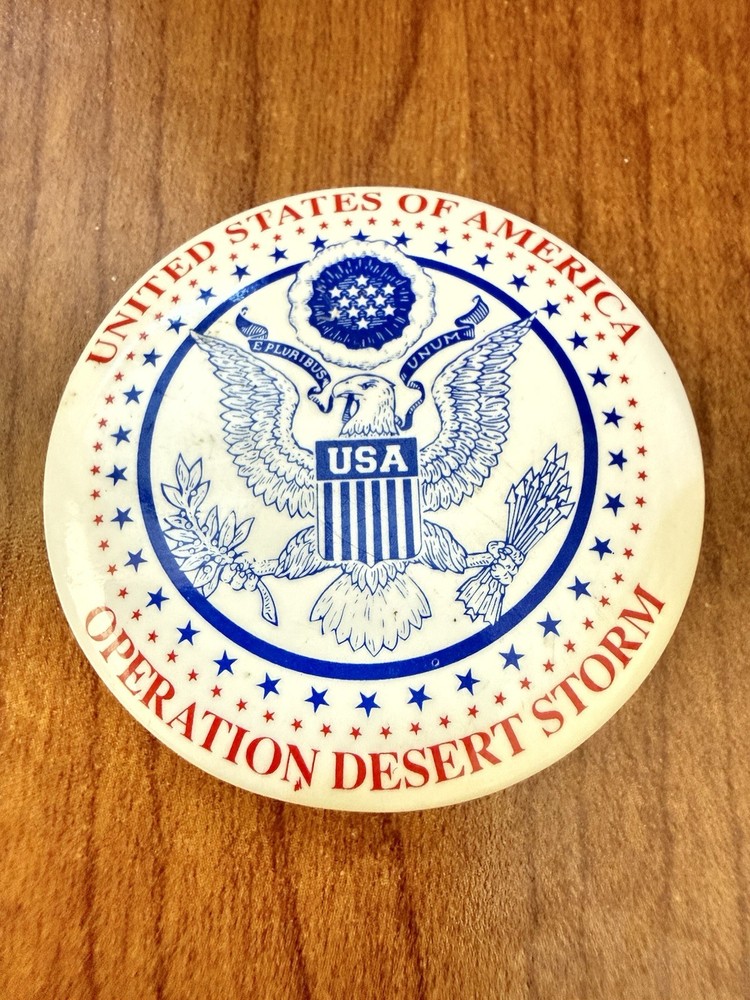 UNITED STATES OF AMERICA
E PLURIBUS UNUM
USA
OPERATION DESERT STORM